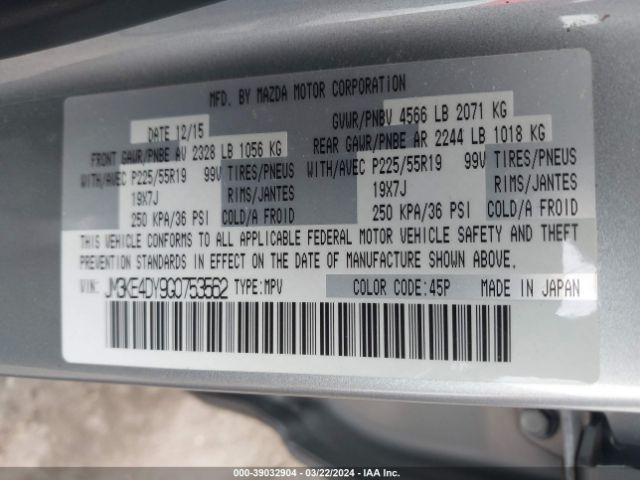 MFD. BY MAZDA MOTOR CORPORATION
DATE 12/15 GVWR/PNBV 4566 LB 2071 KG
FRONT GAWR/PNBE AV 2328 LB 1056 KG REAR GAWR/PNBE AR 2244 LB 1018 KG
WITH/AVEC P225/55R19 99V TIRES/PNEUS WITH/AVEC P225/55R19 99V TIRES/PNEUS
19X7J RIMS/JANTES 19X7J RIMS/JANTES
250 KPA/36 PSI COLD/A FROID 250 KPA/36 PSI COLD/A FROID
THIS VEHICLE CONFORMS TO ALL APPLICABLE FEDERAL MOTOR VEHICLE SAFETY AND THEFT
PREVENTION STANDARDS IN EFFECT ON THE DATE OF MANUFACTURE SHOWN ABOVE.
VIN: JM3KE4DY9G0753562 TYPE:MPV COLOR CODE:45P MADE IN JAPAN
000-39032904 - 03/22/2024 - IAA, Inc.